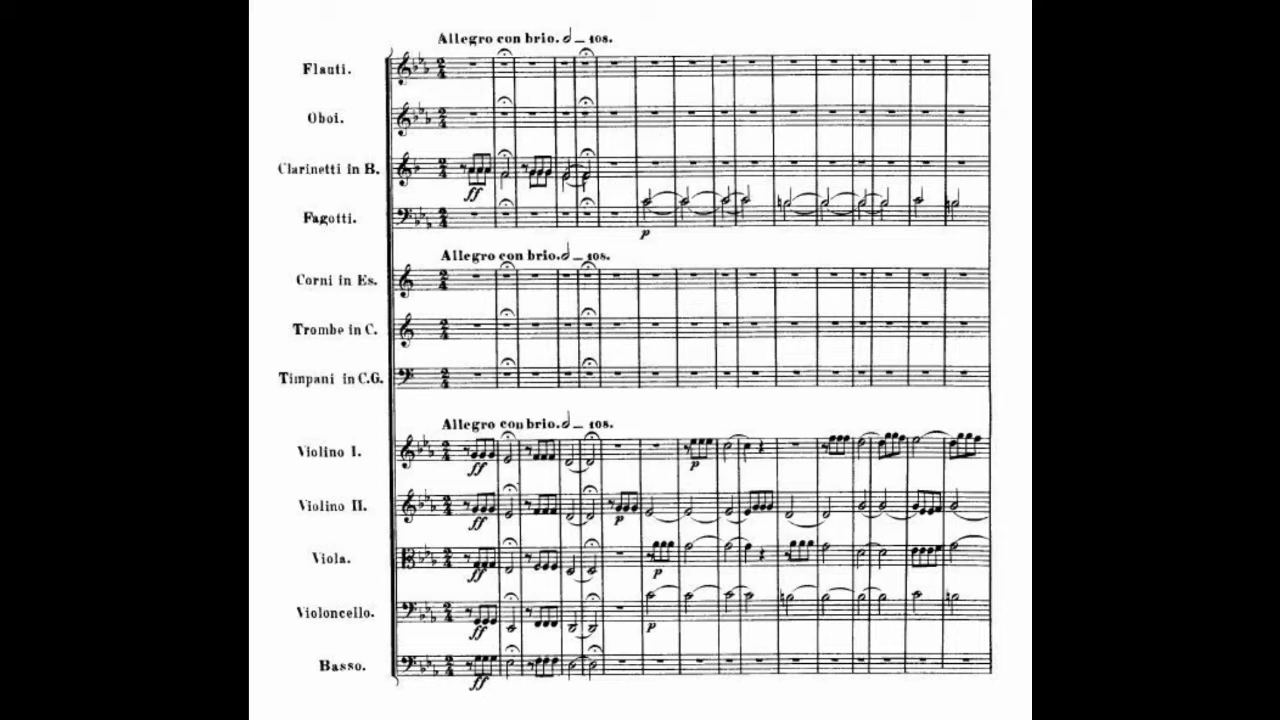 Allegro con brio. 𝅗𝅥 – 108.
Flauti.
Oboi.
Clarinetti in B.
ff
Fagotti.
p
Allegro con brio. 𝅗𝅥 – 108.
Corni in Es.
Trombe in C.
Timpani in C.G.
Allegro con brio. 𝅗𝅥 – 108.
Violino I.
ff p
Violino II.
ff p
Viola.
ff p
Violoncello.
ff p
Basso.
ff